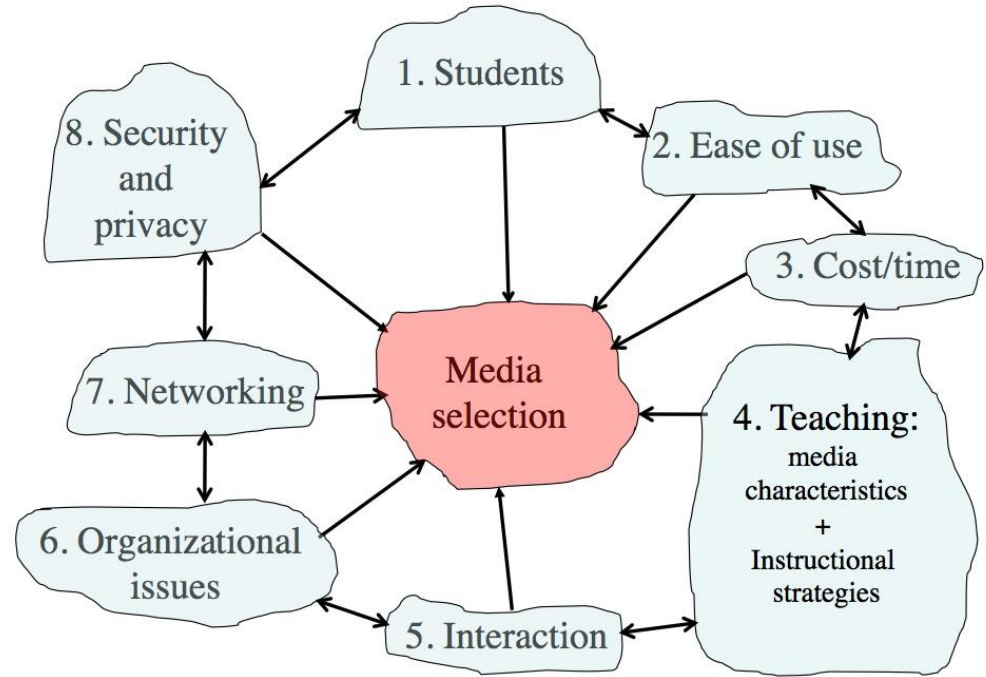 1. Students
2. Ease of use
3. Cost/time
4. Teaching:
media
characteristics
+
Instructional
strategies
5. Interaction
6. Organizational
issues
7. Networking
8. Security
and
privacy
Media
selection